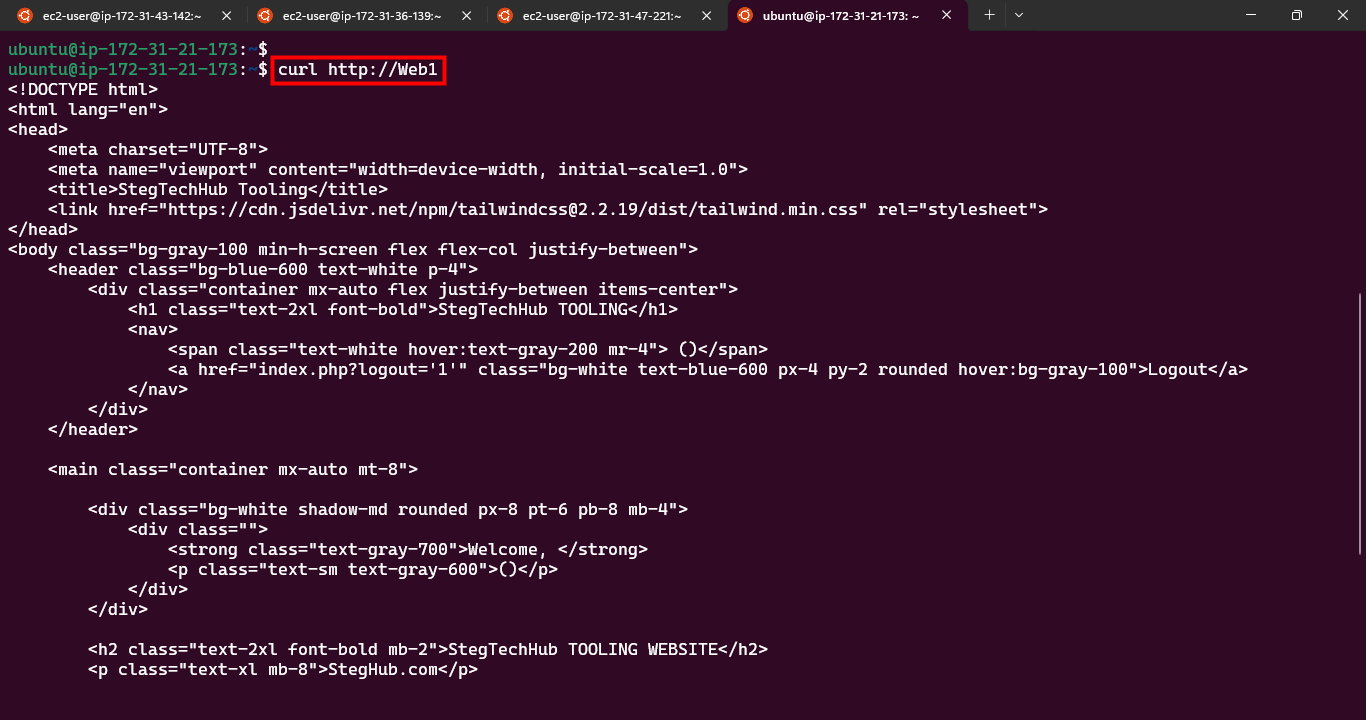 ec2-user@ip-172-31-43-142:~
ec2-user@ip-172-31-36-139:~
ec2-user@ip-172-31-47-221:~
ubuntu@ip-172-31-21-173: ~
ubuntu@ip-172-31-21-173:~$
ubuntu@ip-172-31-21-173:~$ curl http://Web1
<!DOCTYPE html>
<html lang="en">
<head>
    <meta charset="UTF-8">
    <meta name="viewport" content="width=device-width, initial-scale=1.0">
    <title>StegTechHub Tooling</title>
    <link href="https://cdn.jsdelivr.net/npm/tailwindcss@2.2.19/dist/tailwind.min.css" rel="stylesheet">
</head>
<body class="bg-gray-100 min-h-screen flex flex-col justify-between">
    <header class="bg-blue-600 text-white p-4">
        <div class="container mx-auto flex justify-between items-center">
            <h1 class="text-2xl font-bold">StegTechHub TOOLING</h1>
            <nav>
                <span class="text-white hover:text-gray-200 mr-4"> ()</span>
                <a href="index.php?logout='1'" class="bg-white text-blue-600 px-4 py-2 rounded hover:bg-gray-100">Logout</a>
            </nav>
        </div>
    </header>
    <main class="container mx-auto mt-8">
        <div class="bg-white shadow-md rounded px-8 pt-6 pb-8 mb-4">
            <div class="">
                <strong class="text-gray-700">Welcome, </strong>
                <p class="text-sm text-gray-600">()</p>
            </div>
        </div>
        <h2 class="text-2xl font-bold mb-2">StegTechHub TOOLING WEBSITE</h2>
        <p class="text-xl mb-8">StegHub.com</p>